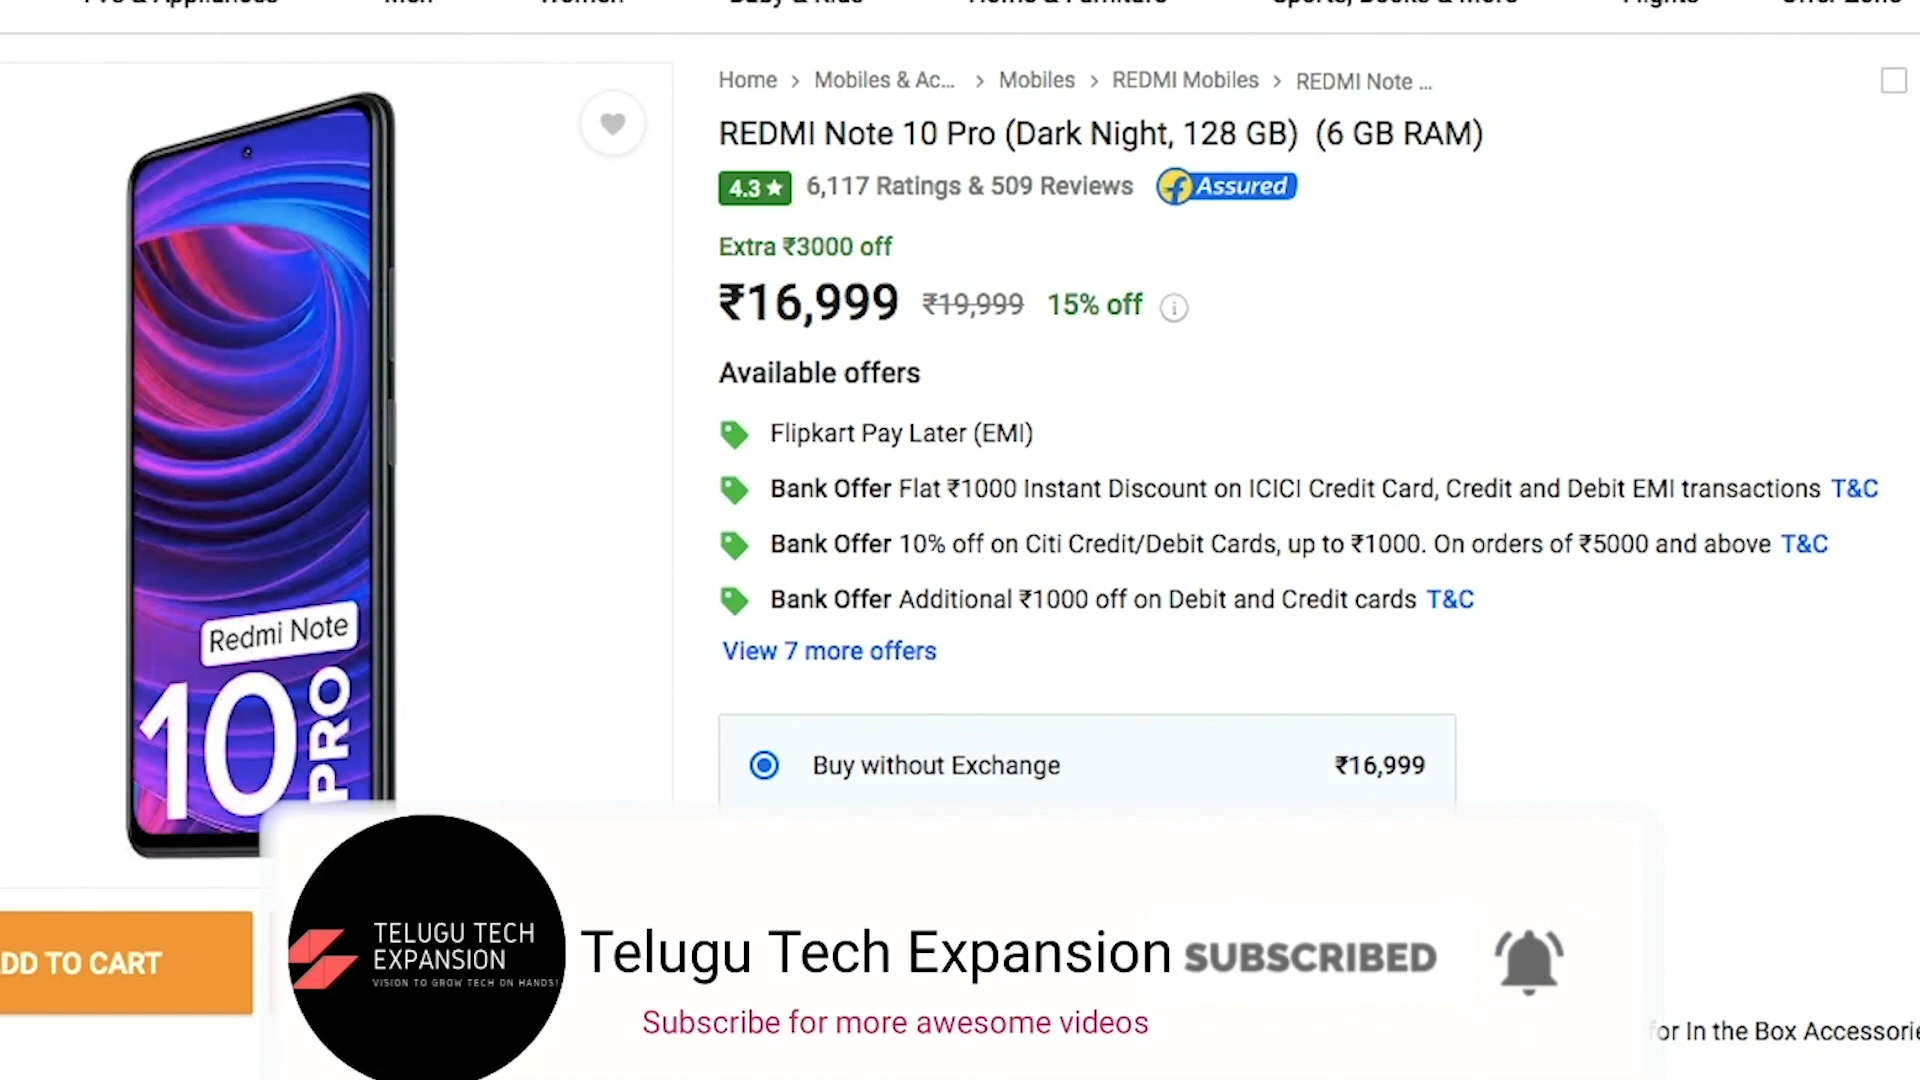 Home > Mobiles & Ac... > Mobiles > REDMI Mobiles > REDMI Note ...
REDMI Note 10 Pro (Dark Night, 128 GB) (6 GB RAM)
4.3 ★ 6,117 Ratings & 509 Reviews Assured
Extra ₹3000 off
₹16,999 ₹19,999 15% off
Available offers
Flipkart Pay Later (EMI)
Bank Offer Flat ₹1000 Instant Discount on ICICI Credit Card, Credit and Debit EMI transactions T&C
Bank Offer 10% off on Citi Credit/Debit Cards, up to ₹1000. On orders of ₹5000 and above T&C
Bank Offer Additional ₹1000 off on Debit and Credit cards T&C
View 7 more offers
Redmi Note
10 PRO
Buy without Exchange ₹16,999
DD TO CART
TELUGU TECH
EXPANSION
VISION TO GROW TECH ON HANDS!
Telugu Tech Expansion SUBSCRIBED
Subscribe for more awesome videos
for In the Box Accessorie